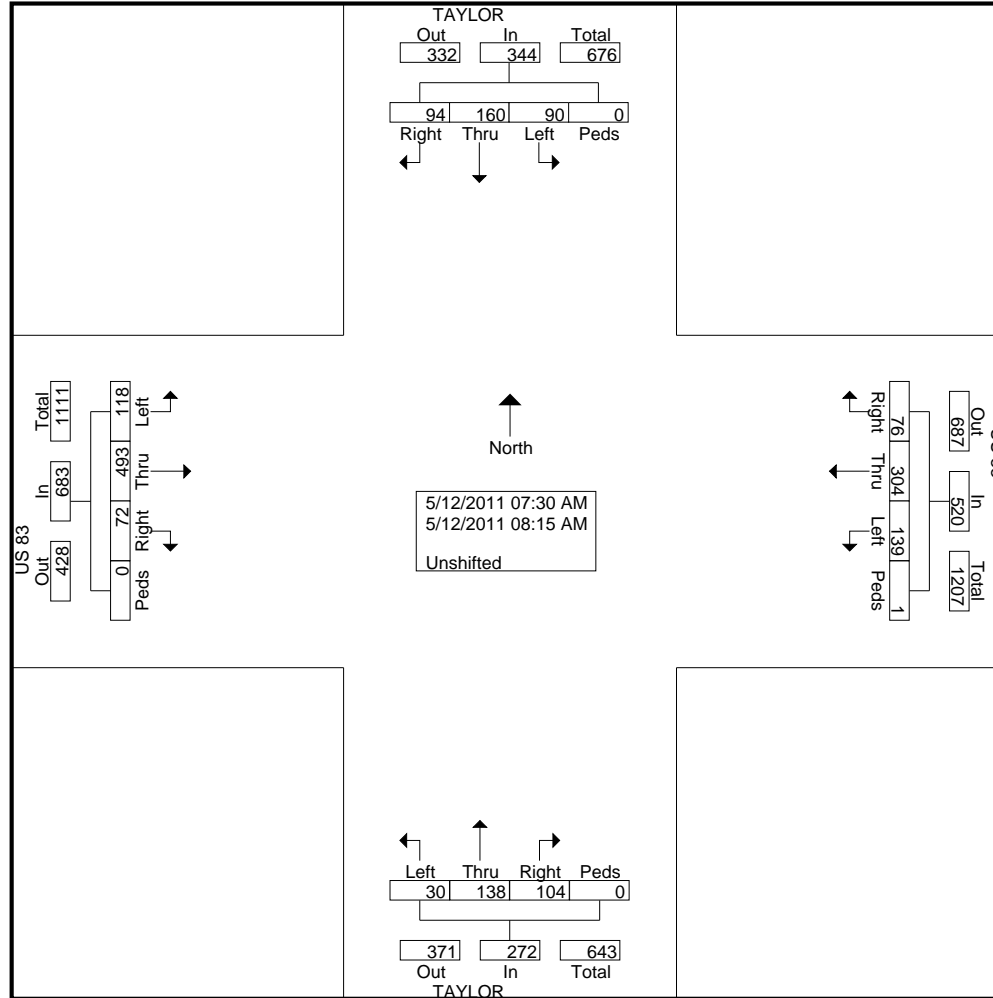 TAYLOR
Out In Total
332 344 676
94 160 90 0
Right Thru Left Peds
US 83
Total In Out
1111 683 428
118 493 72 0
Left Thru Right Peds
North
5/12/2011 07:30 AM
5/12/2011 08:15 AM
Unshifted
Right Thru Left Peds
76 304 139 1
Out In Total
687 520 1207
Left Thru Right Peds
30 138 104 0
371 272 643
Out In Total
TAYLOR